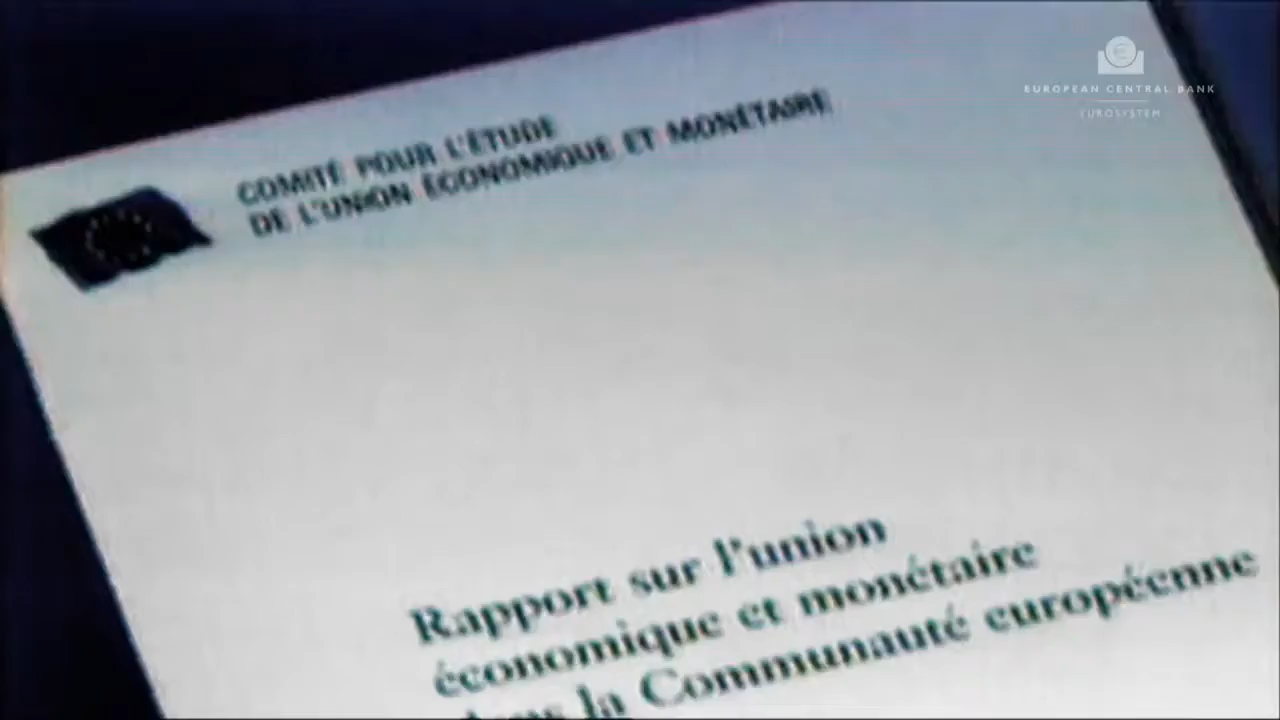 EUROPEAN CENTRAL BANK
EUROSYSTEM
COMITÉ POUR L'ÉTUDE
DE L'UNION ÉCONOMIQUE ET MONÉTAIRE
Rapport sur l'union
économique et monétaire
dans la Communauté européenne